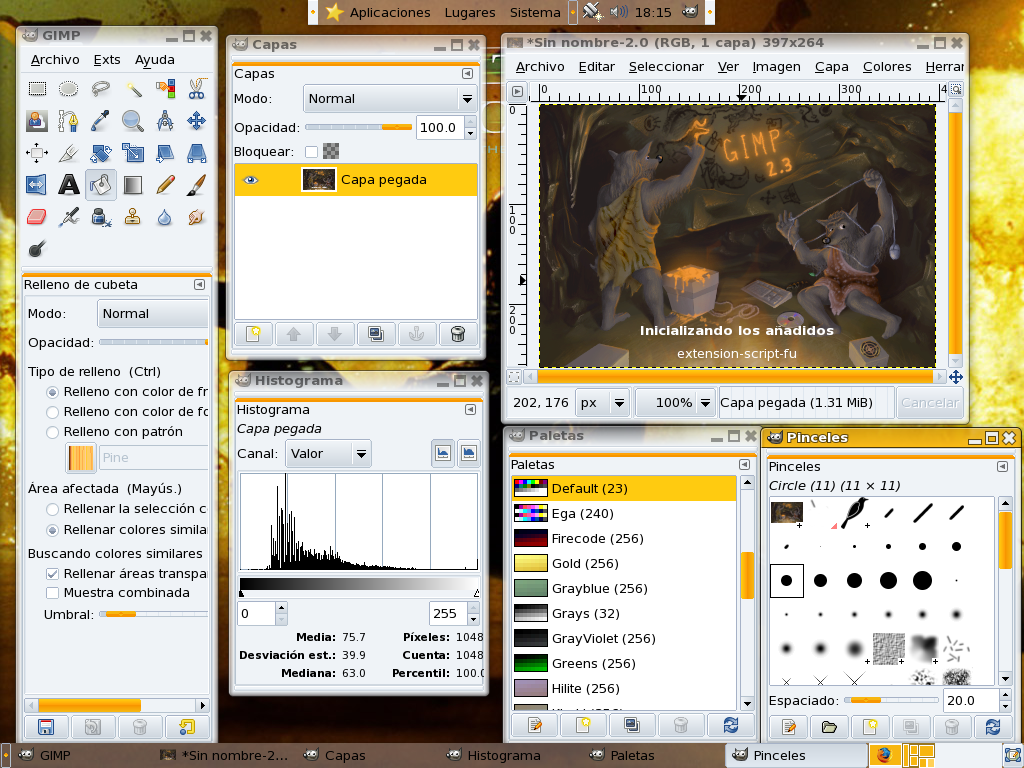 Aplicaciones Lugares Sistema 18:15
GIMP
Archivo Exts Ayuda
Relleno de cubeta
Modo: Normal
Opacidad:
Tipo de relleno (Ctrl)
Relleno con color de fr
Relleno con color de fo
Relleno con patrón
Pine
Área afectada (Mayús.)
Rellenar la selección c
Rellenar colores simila
Buscando colores similares
Rellenar áreas transpa
Muestra combinada
Umbral:
Capas
Capas
Modo: Normal
Opacidad: 100.0
Bloquear:
Capa pegada
Histograma
Histograma
Capa pegada
Canal: Valor
0 255
Media: 75.7 Píxeles: 1048
Desviación est.: 39.9 Cuenta: 1048
Mediana: 63.0 Percentil: 100.0
*Sin nombre-2.0 (RGB, 1 capa) 397x264
Archivo Editar Seleccionar Ver Imagen Capa Colores Herrar
0 100 200 300 4
0
100
200
GIMP
2.3
Inicializando los añadidos
extension-script-fu
202, 176 px 100% Capa pegada (1.31 MiB) Cancelar
Paletas
Paletas
Default (23)
Ega (240)
Firecode (256)
Gold (256)
Grayblue (256)
Grays (32)
GrayViolet (256)
Greens (256)
Hilite (256)
Pinceles
Pinceles
Circle (11) (11 × 11)
Espaciado: 20.0
GIMP *Sin nombre-2... Capas Histograma Paletas Pinceles